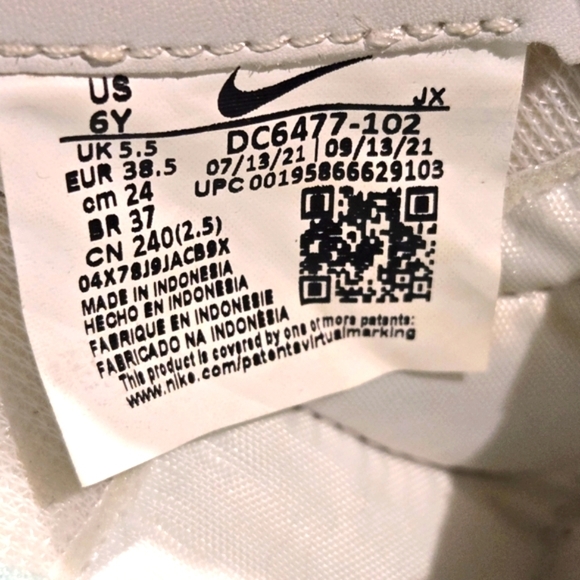 US
6Y
JX
UK 5.5
EUR 38.5
cm 24
BR 37
CN 240(2.5)
DC6477-102
07/13/21 | 09/13/21
UPC 00195866629103
04X78J9JACB9X
MADE IN INDONESIA
HECHO EN INDONESIA
FABRIQUE EN INDONESIE
FABRICADO NA INDONÈSIA
This product is covered by one or more patents:
www.nike.com/patentsvirtualmarking